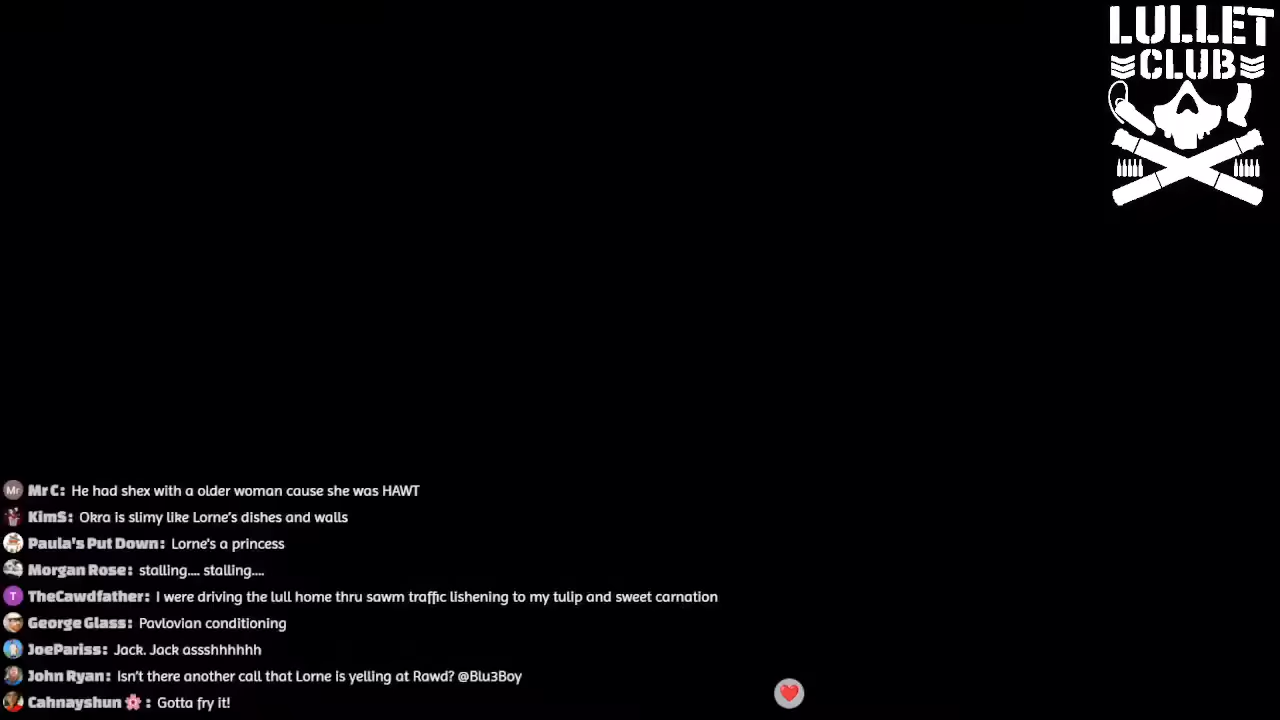 LULLET
CLUB
Mr C: He had shex with a older woman cause she was HAWT
KimS: Okra is slimy like Lorne's dishes and walls
Paula's Put Down: Lorne's a princess
Morgan Rose: stalling.... stalling....
T TheCawdfather: I were driving the lull home thru sawm traffic lishening to my tulip and sweet carnation
George Glass: Pavlovian conditioning
JoePariss: Jack. Jack assshhhhhh
John Ryan: Isn't there another call that Lorne is yelling at Rawd? @Blu3Boy
Cahnayshun🌸: Gotta fry it!